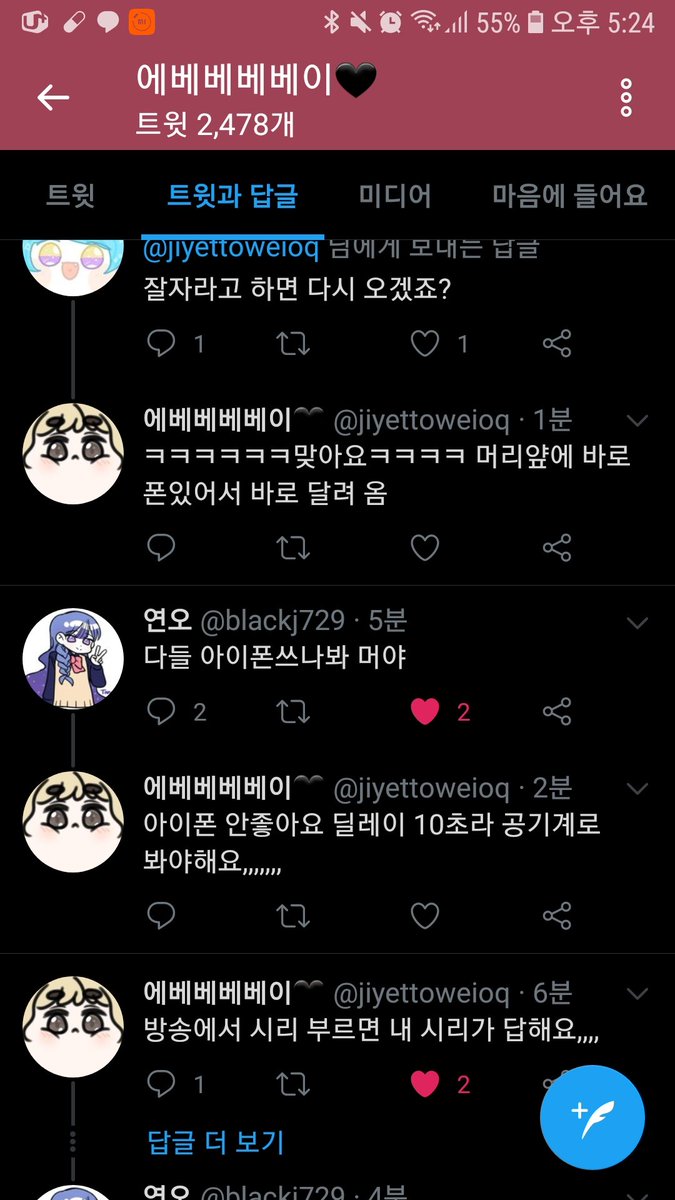 55% 오후 5:24
에베베베베이🖤
트윗 2,478개
트윗 트윗과 답글 미디어 마음에 들어요
@jiyettoweioq 님에게 보내는 답글
잘자라고 하면 다시 오겠죠?
1 1
에베베베베이🖤 @jiyettoweioq · 1분
ㅋㅋㅋㅋㅋㅋ맞아요ㅋㅋㅋㅋ 머리앞에 바로
폰있어서 바로 달려 옴
연오 @blackj729 · 5분
다들 아이폰쓰나봐 머야
2 2
에베베베베이🖤 @jiyettoweioq · 2분
아이폰 안좋아요 딜레이 10초라 공기계로
봐야해요,,,,,,,
에베베베베이🖤 @jiyettoweioq · 6분
방송에서 시리 부르면 내 시리가 답해요,,,,
1 2
답글 더 보기
연오 @blackj729 · 4분